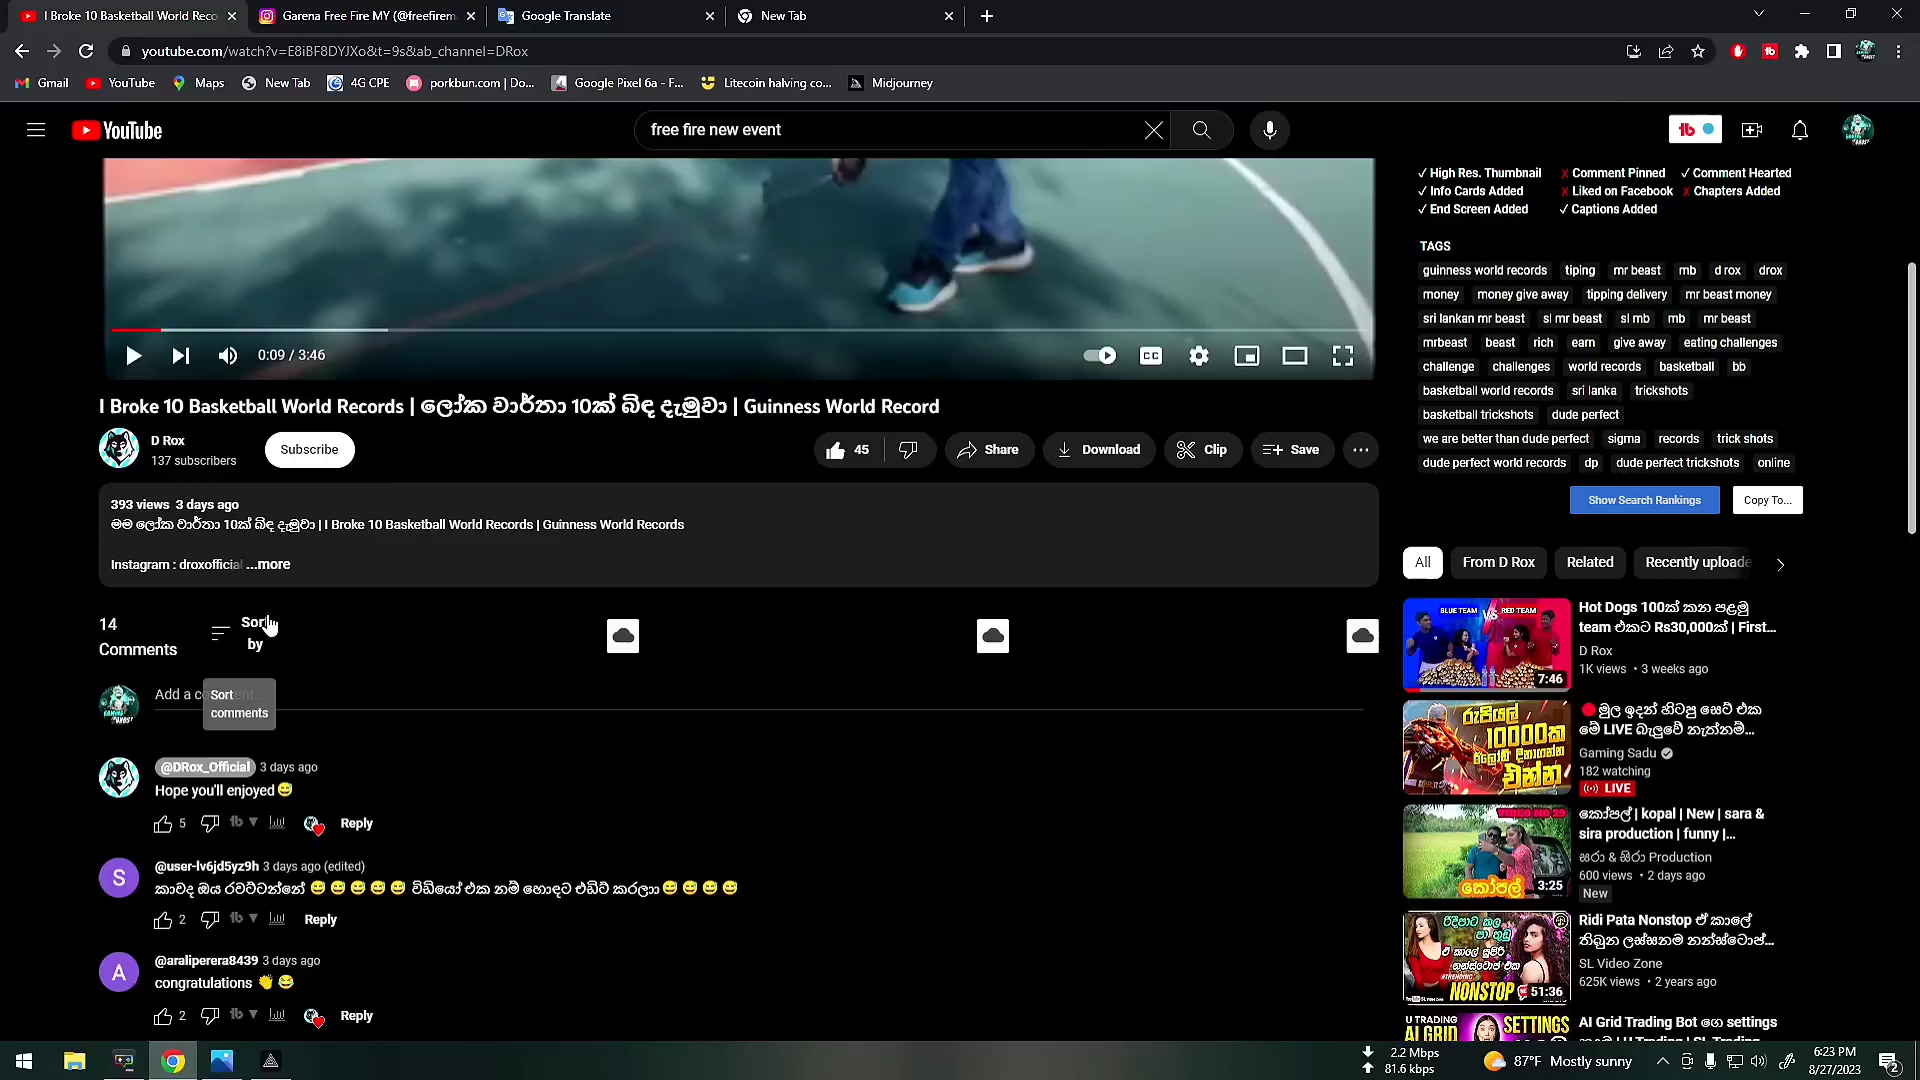 I Broke 10 Basketball World Reco
Garena Free Fire MY (@freefirem
Google Translate
New Tab
youtube.com/watch?v=E8iBF8DYJXo&t=9s&ab_channel=DRox
Gmail
YouTube
Maps
New Tab
4G CPE
porkbun.com | Do...
Google Pixel 6a - F...
Litecoin halving co...
Midjourney
YouTube
free fire new event
✓ High Res. Thumbnail
✗ Comment Pinned
✓ Comment Hearted
✓ Info Cards Added
✗ Liked on Facebook
✗ Chapters Added
✓ End Screen Added
✓ Captions Added
TAGS
guinness world records tiping mr beast mb d rox drox
money money give away tipping delivery mr beast money
sri lankan mr beast sl mr beast sl mb mb mr beast
mrbeast beast rich earn give away eating challenges
challenge challenges world records basketball bb
basketball world records sri lanka trickshots
basketball trickshots dude perfect
we are better than dude perfect sigma records trick shots
dude perfect world records dp dude perfect trickshots online
Show Search Rankings
Copy To...
0:09 / 3:46
CC
I Broke 10 Basketball World Records | ලෝක වාර්තා 10ක් බිඳ දැමුවා | Guinness World Record
D Rox
137 subscribers
Subscribe
45
Share
Download
Clip
Save
393 views 3 days ago
මම ලෝක වාර්තා 10ක් බිඳ දැමුවා | I Broke 10 Basketball World Records | Guinness World Records
Instagram : droxofficial ...more
14
Comments
Sort
by
Add a comment...
Sort
comments
@DRox_Official 3 days ago
Hope you'll enjoyed 😅
5
Reply
@user-lv6jd5yz9h 3 days ago (edited)
කාවද ඔය රවට්ටන්නේ 😅 😅 😅 😅 😅 විඩියෝ එක නම් හොඳට එඩිට් කරලාා 😅 😅 😅 😅
2
Reply
@araliperera8439 3 days ago
congratulations 👏 😂
2
Reply
S
A
All
From D Rox
Related
Recently uploade
BLUE TEAM VS RED TEAM
7:46
Hot Dogs 100ක් කන පළමු
team එකට Rs30,000ක් | First...
D Rox
1K views • 3 weeks ago
රුපියල්
10000ක
එන්න
මුල ඉදන් හිටපු සෙට් එක
මේ LIVE බැලුවේ නැත්නම්...
Gaming Sadu
182 watching
LIVE
VIDEO NO 29
කෝපල්
3:25
කෝපල් | kopal | New | sara &
sira production | funny |...
සරා & සිරා Production
600 views • 2 days ago
New
රිදීපාට කල
NONSTOP
51:36
Ridi Pata Nonstop ඒ කාලේ
තිබුන ලස්සනම නන්ස්ටොප්...
SL Video Zone
625K views • 2 years ago
U TRADING
AI GRID
SETTINGS
AI Grid Trading Bot ගෙ settings
2.2 Mbps
81.6 kbps
87°F Mostly sunny
6:23 PM
8/27/2023
2